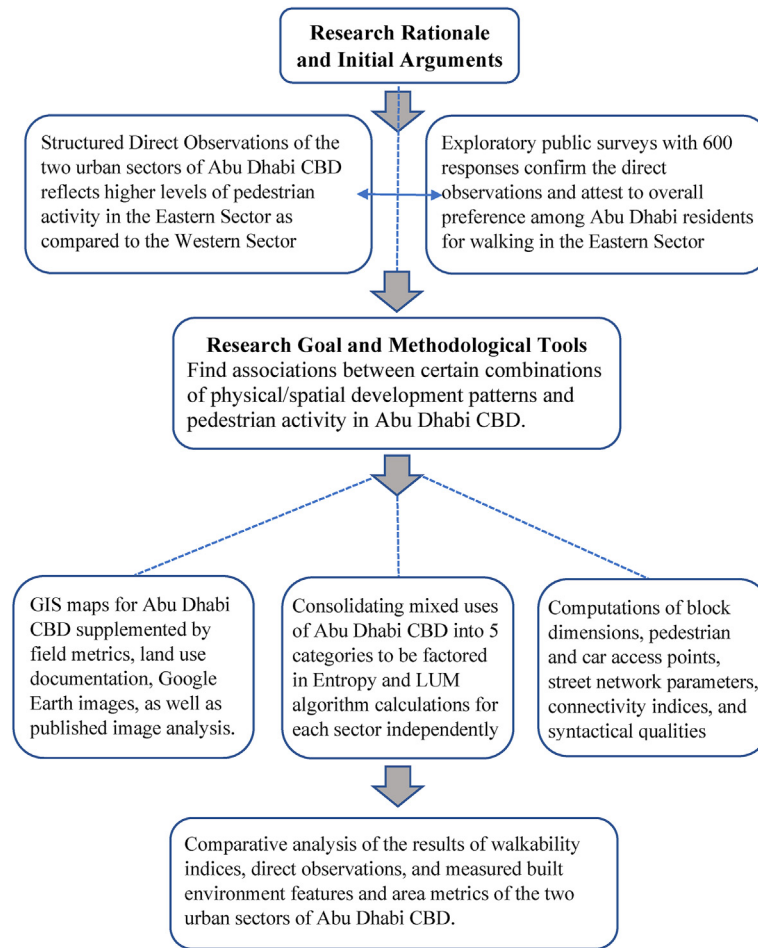 Research Rationale
and Initial Arguments
Structured Direct Observations of the
two urban sectors of Abu Dhabi CBD
reflects higher levels of pedestrian
activity in the Eastern Sector as
compared to the Western Sector
Exploratory public surveys with 600
responses confirm the direct
observations and attest to overall
preference among Abu Dhabi residents
for walking in the Eastern Sector
Research Goal and Methodological Tools
Find associations between certain combinations
of physical/spatial development patterns and
pedestrian activity in Abu Dhabi CBD.
GIS maps for Abu Dhabi
CBD supplemented by
field metrics, land use
documentation, Google
Earth images, as well as
published image analysis.
Consolidating mixed uses
of Abu Dhabi CBD into 5
categories to be factored
in Entropy and LUM
algorithm calculations for
each sector independently
Computations of block
dimensions, pedestrian
and car access points,
street network parameters,
connectivity indices, and
syntactical qualities
Comparative analysis of the results of walkability
indices, direct observations, and measured built
environment features and area metrics of the two
urban sectors of Abu Dhabi CBD.